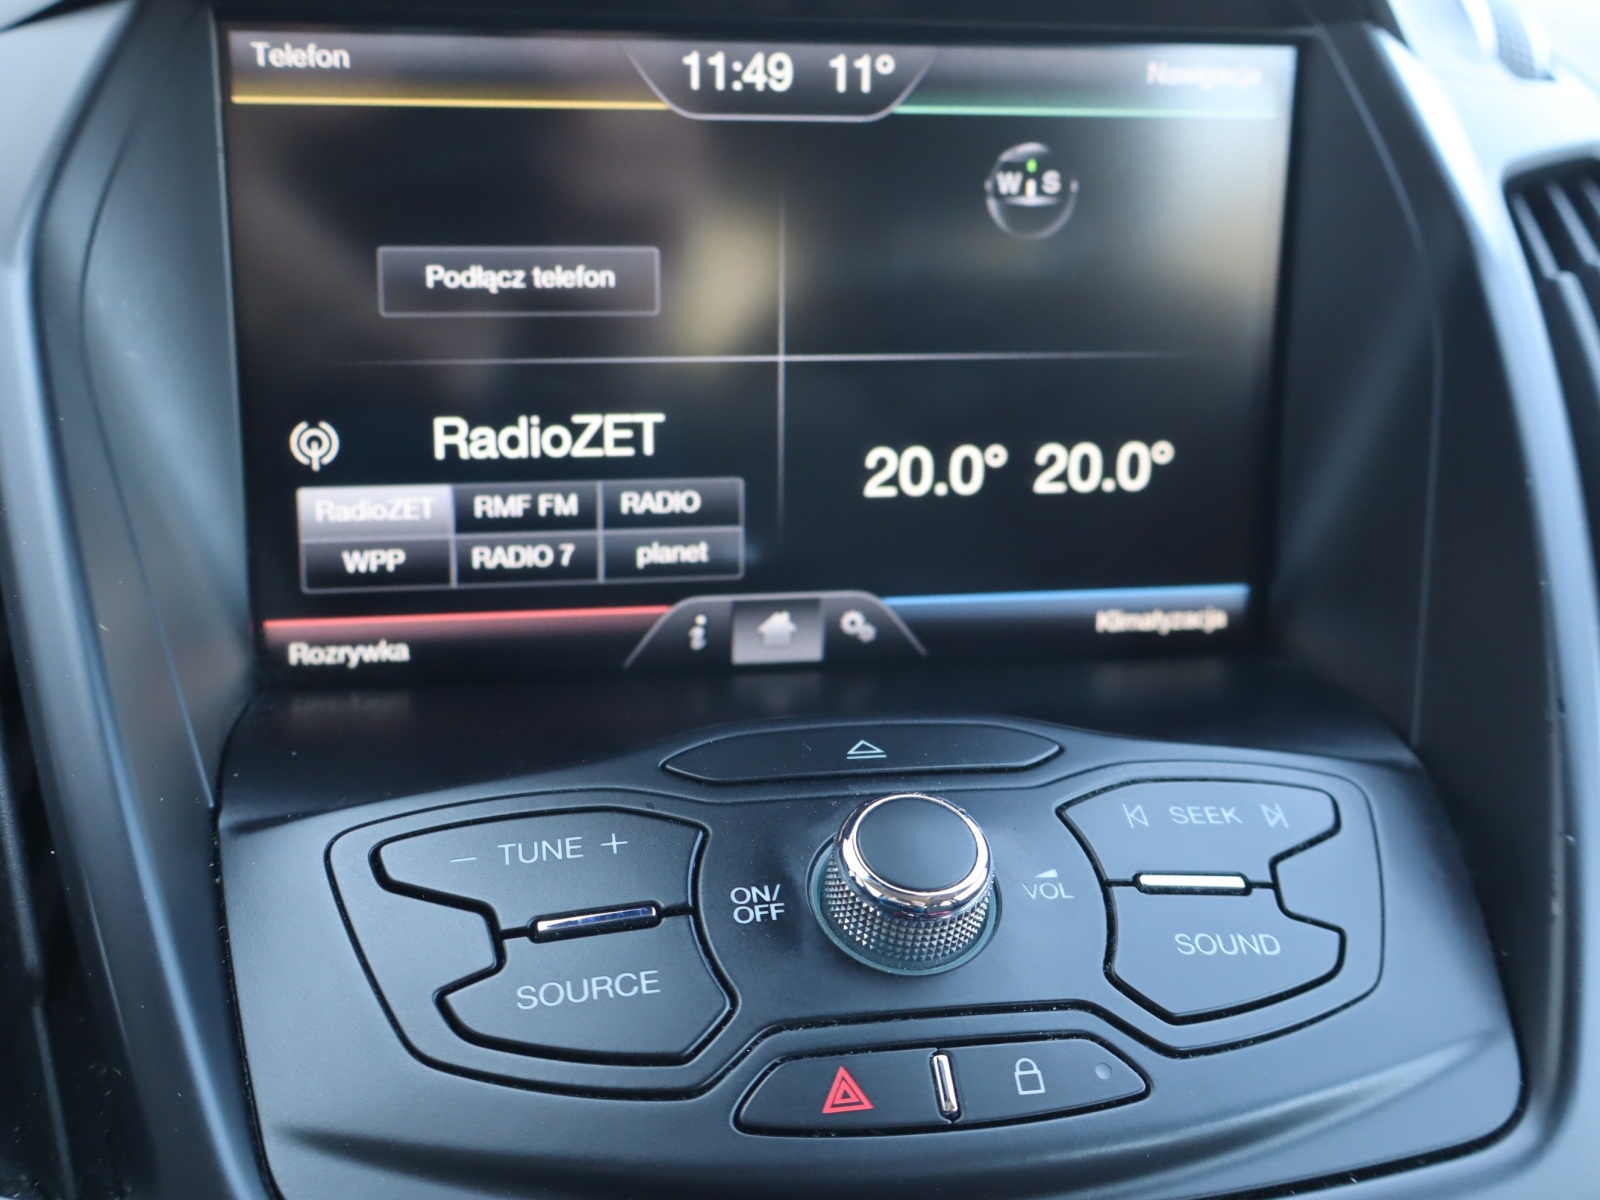 Telefon
11:49 11°
Nawigacja
W S
Podłącz telefon
RadioZET
20.0° 20.0°
RadioZET RMF FM RADIO
WPP RADIO 7 planet
Rozrywka
i
Klimatyzacja
− TUNE +
SEEK
ON/
OFF
VOL
SOURCE
SOUND